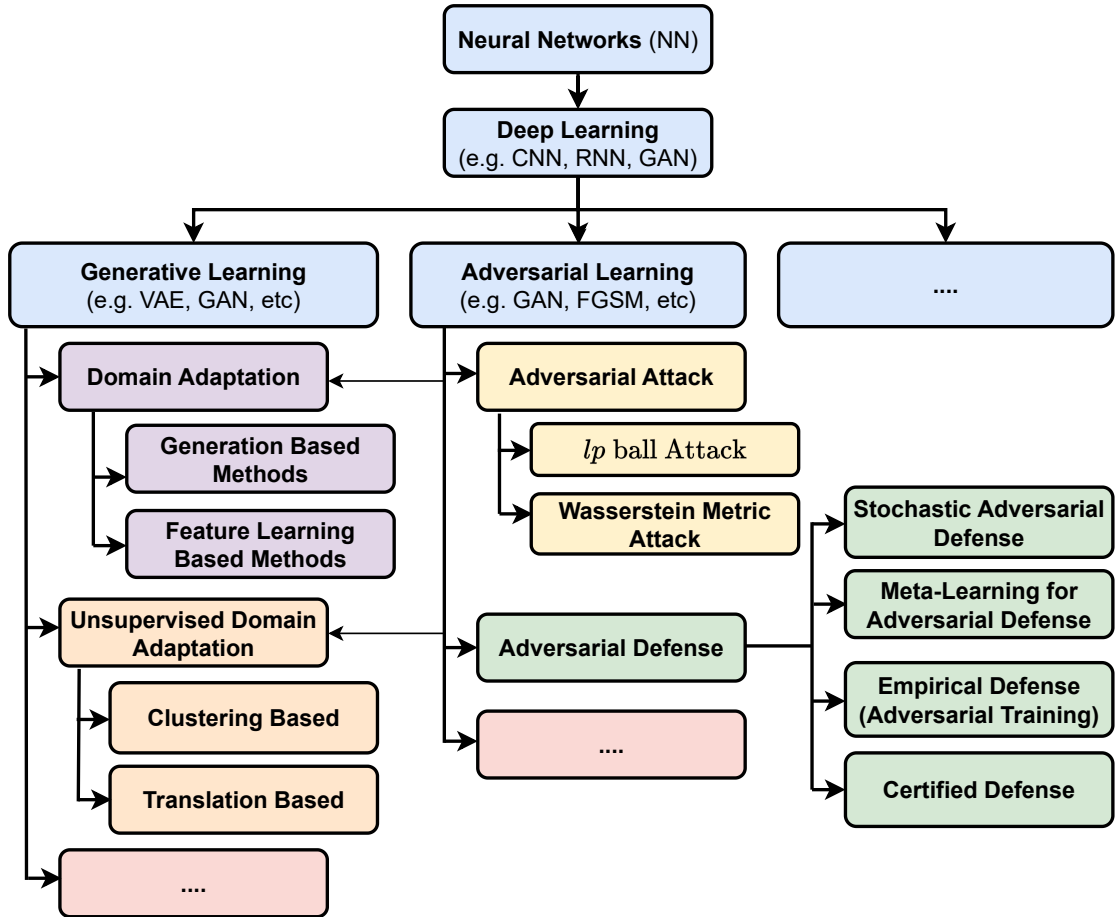 Neural Networks (NN)
Deep Learning
(e.g. CNN, RNN, GAN)
Generative Learning
(e.g. VAE, GAN, etc)
Adversarial Learning
(e.g. GAN, FGSM, etc)
....
Domain Adaptation
Generation Based
Methods
Feature Learning
Based Methods
Unsupervised Domain
Adaptation
Clustering Based
Translation Based
....
Adversarial Attack
lp ball Attack
Wasserstein Metric
Attack
Adversarial Defense
....
Stochastic Adversarial
Defense
Meta-Learning for
Adversarial Defense
Empirical Defense
(Adversarial Training)
Certified Defense